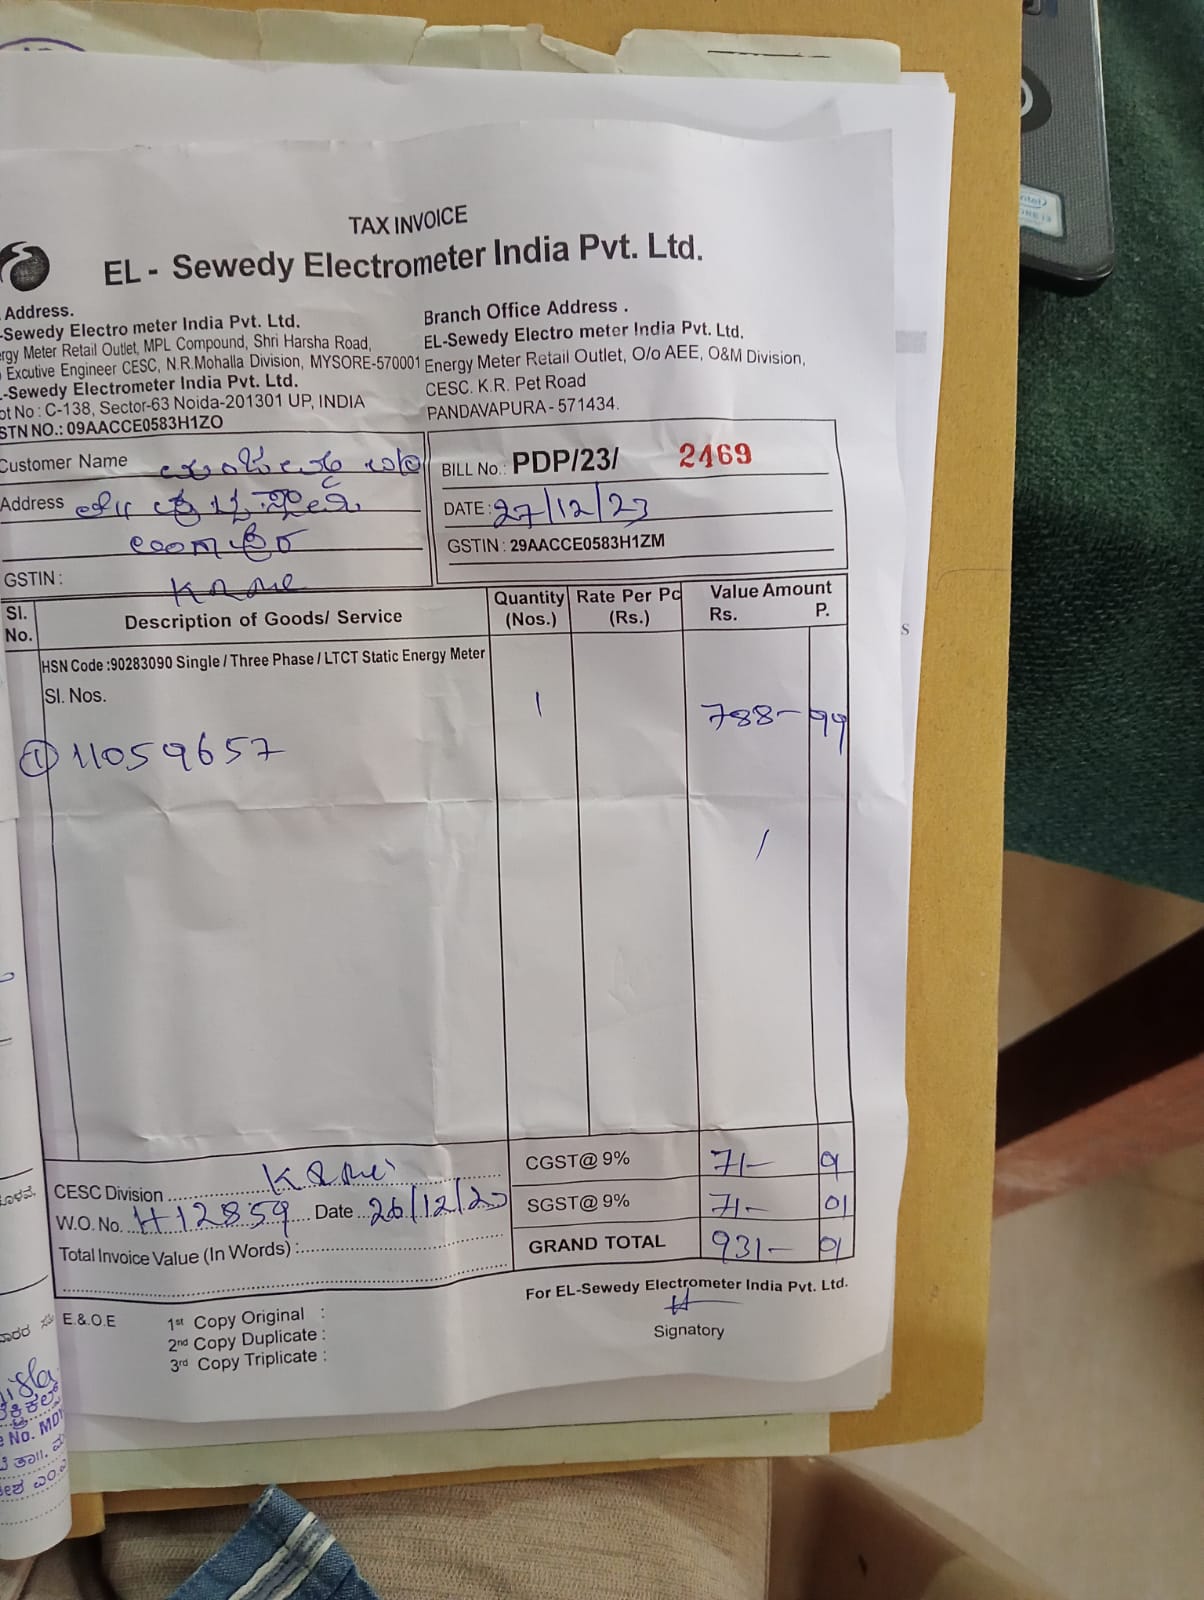 TAX INVOICE
EL - Sewedy Electrometer India Pvt. Ltd.
Address.
-Sewedy Electro meter India Pvt. Ltd.
rgy Meter Retail Outlet, MPL Compound, Shri Harsha Road,
Excutive Engineer CESC, N.R.Mohalla Division, MYSORE-570001
-Sewedy Electrometer India Pvt. Ltd.
ot No : C-138, Sector-63 Noida-201301 UP, INDIA
STN NO.: 09AACCE0583H1ZO
Branch Office Address .
EL-Sewedy Electro meter India Pvt. Ltd,
Energy Meter Retail Outlet, O/o AEE, O&M Division,
CESC. K.R. Pet Road
PANDAVAPURA - 571434.
Customer Name
Address
GSTIN :
BILL No.: PDP/23/ 2469
DATE : 27/12/23
GSTIN : 29AACCE0583H1ZM
Sl. No. Description of Goods/ Service Quantity (Nos.) Rate Per Pc (Rs.) Value Amount Rs. P.
HSN Code :90283090 Single / Three Phase / LTCT Static Energy Meter
Sl. Nos. 1 788-99
① 11059657
CESC Division
W.O. No. H12859 Date 26/12/23
Total Invoice Value (In Words) :
CGST@ 9% 71-
SGST@ 9% 71- 01
GRAND TOTAL 931- 01
For EL-Sewedy Electrometer India Pvt. Ltd.
Signatory
E.&.O.E
1st Copy Original :
2nd Copy Duplicate :
3rd Copy Triplicate :